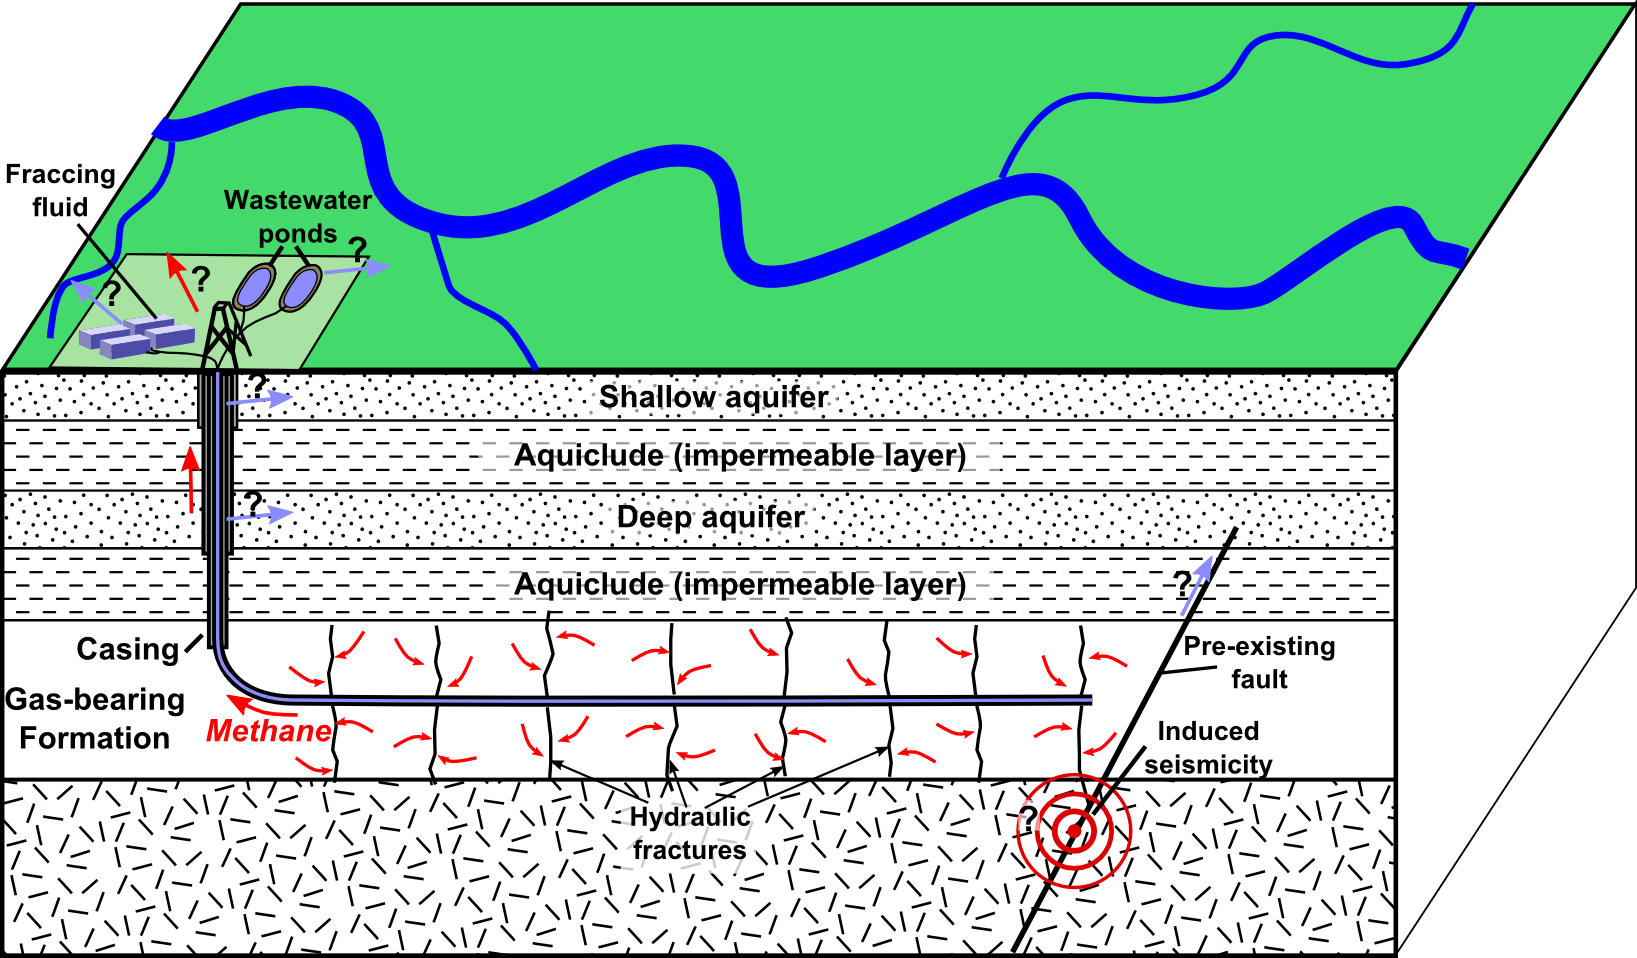 Fraccing
fluid
Wastewater
ponds
?
?
?
?
Shallow aquifer
Aquiclude (impermeable layer)
?
Deep aquifer
?
Aquiclude (impermeable layer)
Casing
Pre-existing
fault
Gas-bearing
Formation
Methane
Induced
seismicity
?
Hydraulic
fractures